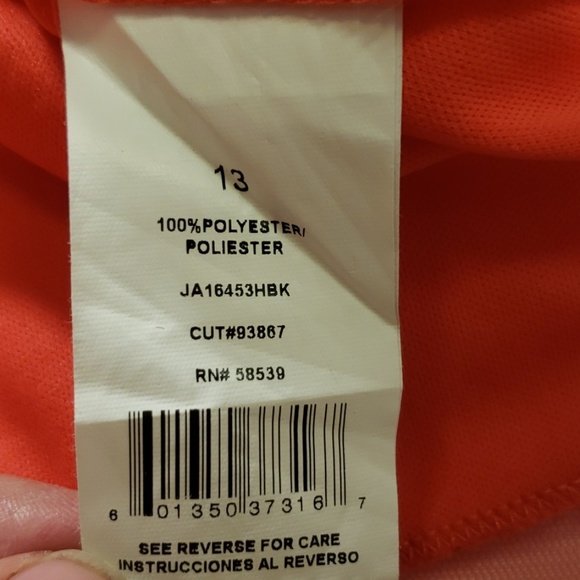 13
100%POLYESTER/
POLIESTER
JA16453HBK
CUT#93867
RN# 58539
6 01350 37316 7
SEE REVERSE FOR CARE
INSTRUCCIONES AL REVERSO